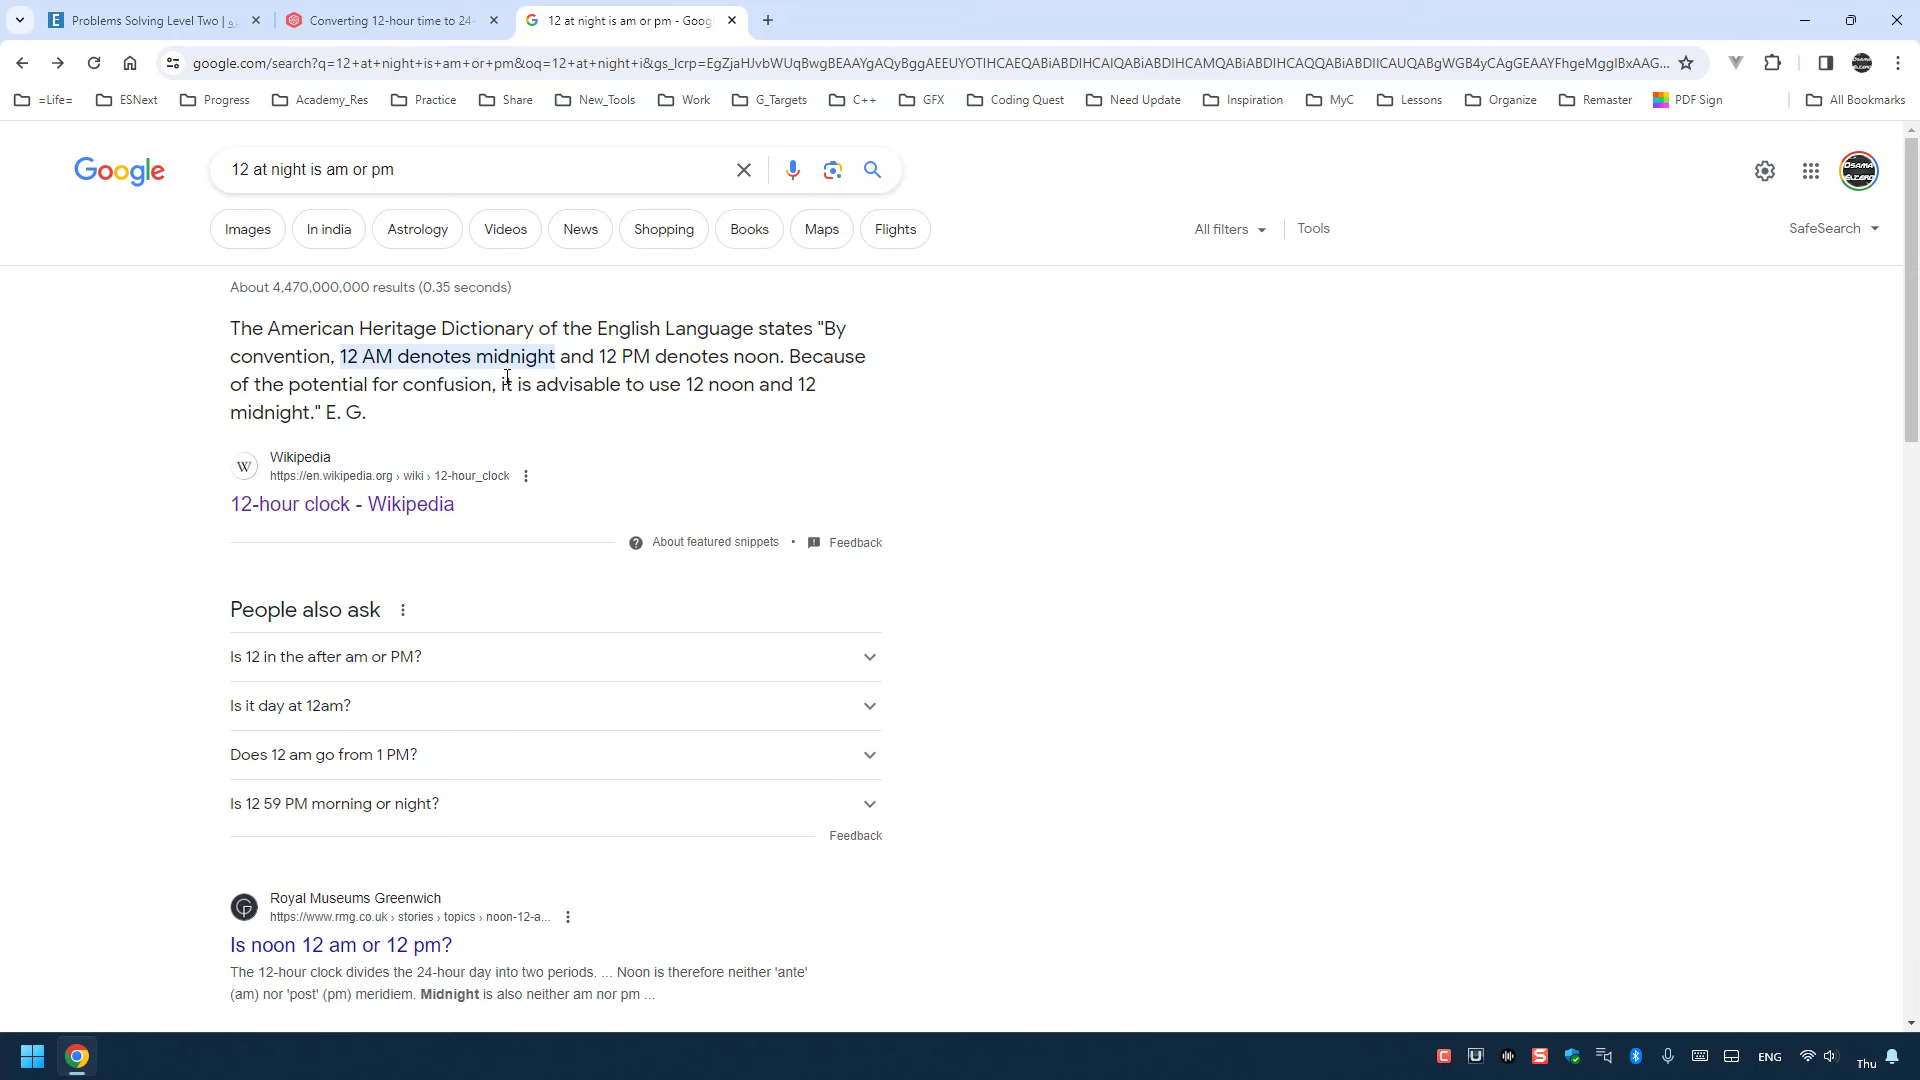 Problems Solving Level Two |
Converting 12-hour time to 24-
12 at night is am or pm - Goog
google.com/search?q=12+at+night+is+am+or+pm&oq=12+at+night+i&gs_lcrp=EgZjaHJvbWUqBwgBEAAYgAQyBggAEEUYOTIHCAEQABiABDIHCAIQABiABDIHCAMQABiABDIHCAQQABiABDIICAUQABgWGB4yCAgGEAAYFhgeMggIBxAAG...
=Life=
ESNext
Progress
Academy_Res
Practice
Share
New_Tools
Work
G_Targets
C++
GFX
Coding Quest
Need Update
Inspiration
MyC
Lessons
Organize
Remaster
PDF Sign
All Bookmarks
Google
12 at night is am or pm
OSAMA
ELZERO
Images
In india
Astrology
Videos
News
Shopping
Books
Maps
Flights
All filters
Tools
SafeSearch
About 4,470,000,000 results (0.35 seconds)
The American Heritage Dictionary of the English Language states "By
convention, 12 AM denotes midnight and 12 PM denotes noon. Because
of the potential for confusion, it is advisable to use 12 noon and 12
midnight." E. G.
W
Wikipedia
https://en.wikipedia.org › wiki › 12-hour_clock
12-hour clock - Wikipedia
About featured snippets
•
Feedback
People also ask
Is 12 in the after am or PM?
Is it day at 12am?
Does 12 am go from 1 PM?
Is 12 59 PM morning or night?
Feedback
Royal Museums Greenwich
https://www.rmg.co.uk › stories › topics › noon-12-a...
Is noon 12 am or 12 pm?
The 12-hour clock divides the 24-hour day into two periods. ... Noon is therefore neither 'ante'
(am) nor 'post' (pm) meridiem. Midnight is also neither am nor pm ...
ENG
Thu